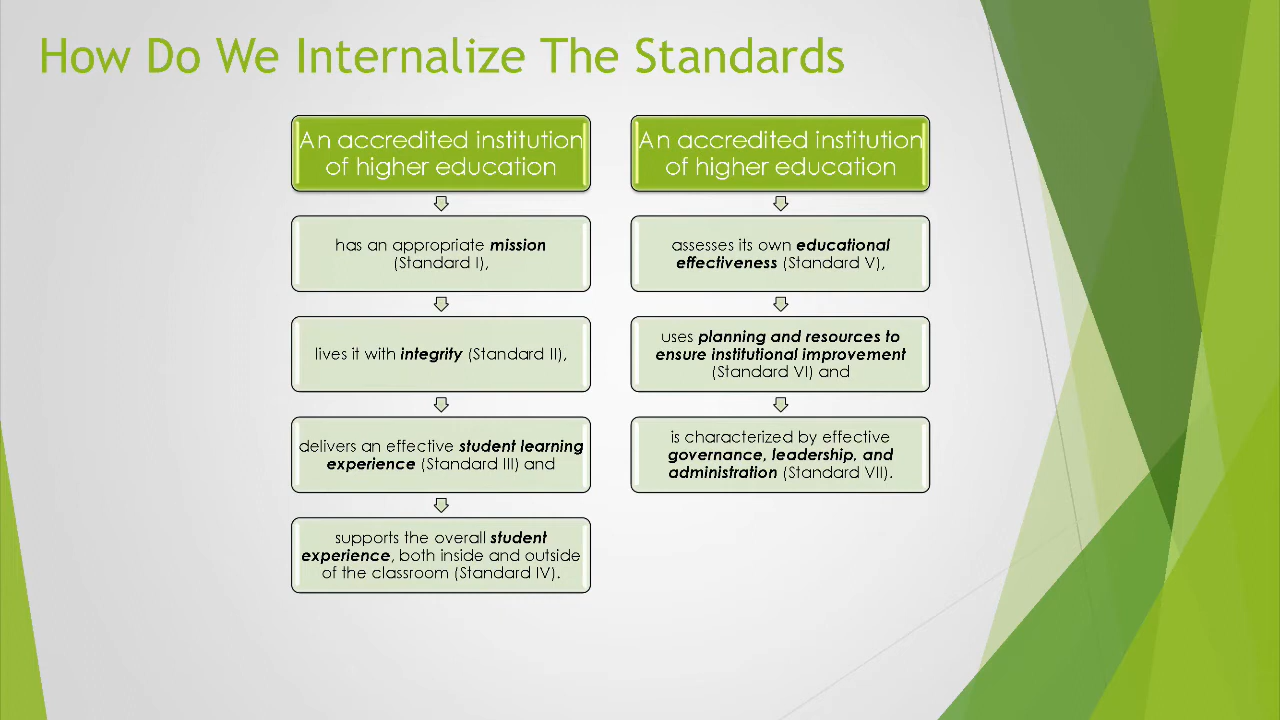 How Do We Internalize The Standards
An accredited institution
of higher education
has an appropriate mission
(Standard I),
lives it with integrity (Standard II),
delivers an effective student learning
experience (Standard III) and
supports the overall student
experience, both inside and outside
of the classroom (Standard IV).
An accredited institution
of higher education
assesses its own educational
effectiveness (Standard V),
uses planning and resources to
ensure institutional improvement
(Standard VI) and
is characterized by effective
governance, leadership, and
administration (Standard VII).